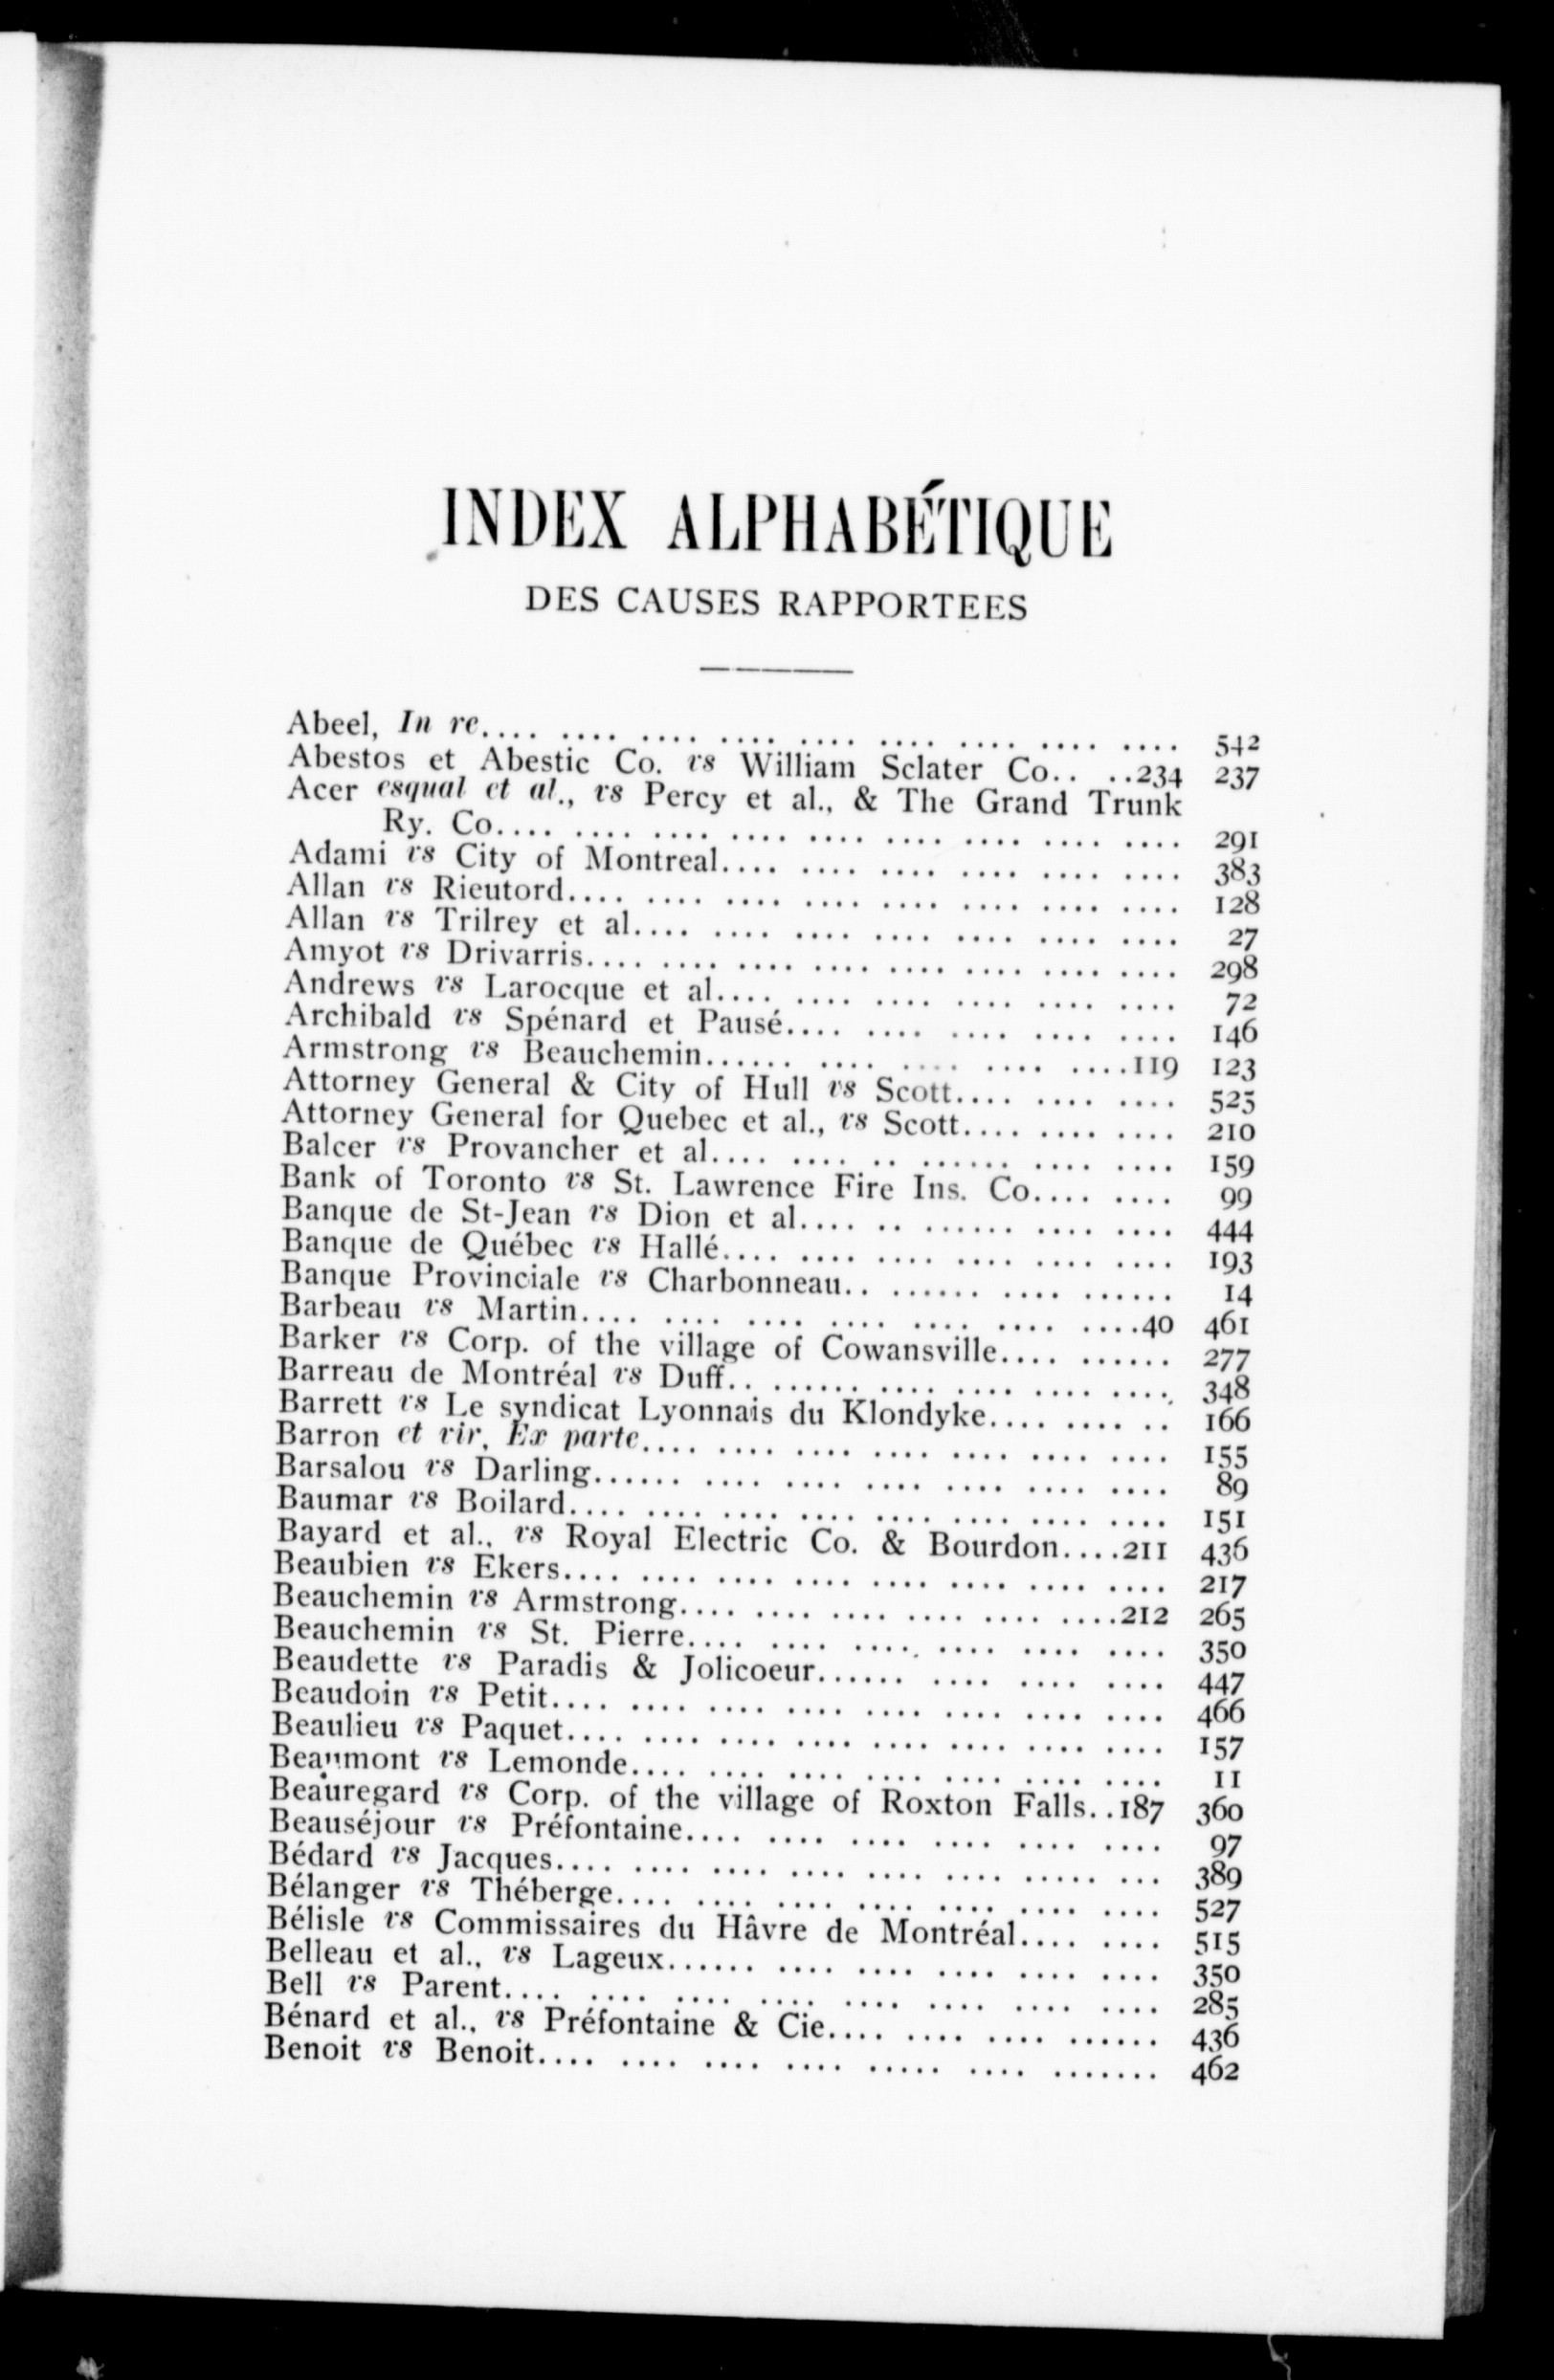 INDEX ALPHABÉTIQUE
DES CAUSES RAPPORTEES
Abeel, In re.... .... .... .... .... .... .... .... .... 542
Abestos et Abestic Co. vs William Sclater Co.. ..234 237
Acer esqual et al., vs Percy et al., & The Grand Trunk
Ry. Co.... .... .... .... .... .... .... .... .... 291
Adami vs City of Montreal.... .... .... .... .... .... 383
Allan vs Rieutord.... .... .... .... .... .... .... .... 128
Allan vs Trilrey et al.... .... .... .... .... .... .... 27
Amyot vs Drivarris.... .... .... .... .... .... .... .... 298
Andrews vs Larocque et al.... .... .... .... .... .... 72
Archibald vs Spénard et Pausé.... .... .... .... .... 146
Armstrong vs Beauchemin...... .... .... .... ....119 123
Attorney General & City of Hull vs Scott.... .... .... 525
Attorney General for Quebec et al., vs Scott.... .... .... 210
Balcer vs Provancher et al.... .... .. ...... .... .... 159
Bank of Toronto vs St. Lawrence Fire Ins. Co.... .... 99
Banque de St-Jean vs Dion et al.... .. ...... .... .... 444
Banque de Québec vs Hallé.... .... .... .... .... .... 193
Banque Provinciale vs Charbonneau.. ...... .... ...... 14
Barbeau vs Martin.... .... .... .... .... .... ....40 461
Barker vs Corp. of the village of Cowansville.... ...... 277
Barreau de Montréal vs Duff.. ...... .... .... .... .... 348
Barrett vs Le syndicat Lyonnais du Klondyke.... .... .. 166
Barron et vir, Ex parte.... .... .... .... .... .... .... 155
Barsalou vs Darling...... .... .... .... .... .... .... 89
Baumar vs Boilard.... .... .... .... .... .... .... .... 151
Bayard et al., vs Royal Electric Co. & Bourdon....211 436
Beaubien vs Ekers.... .... .... .... .... .... .... .... 217
Beauchemin vs Armstrong.... .... .... .... .... ....212 265
Beauchemin vs St. Pierre.... .... .... .... .... .... 350
Beaudette vs Paradis & Jolicoeur...... .... .... .... 447
Beaudoin vs Petit.... .... .... .... .... .... .... .... 466
Beaulieu vs Paquet.... .... .... .... .... .... .... .... 157
Beaumont vs Lemonde.... .... .... .... .... .... .... 11
Beauregard vs Corp. of the village of Roxton Falls..187 360
Beauséjour vs Préfontaine.... .... .... .... .... .... 97
Bédard vs Jacques.... .... .... .... .... .... ..... ... 389
Bélanger vs Théberge.... .... .... .... .... .... .... 527
Bélisle vs Commissaires du Hâvre de Montréal.... .... 515
Belleau et al., vs Lageux...... .... .... .... .... .... 350
Bell vs Parent.... .... .... .... .... .... .... .... 285
Bénard et al., vs Préfontaine & Cie.... .... .... ...... 436
Benoit vs Benoit.... .... .... .... ..... .... ....... 462